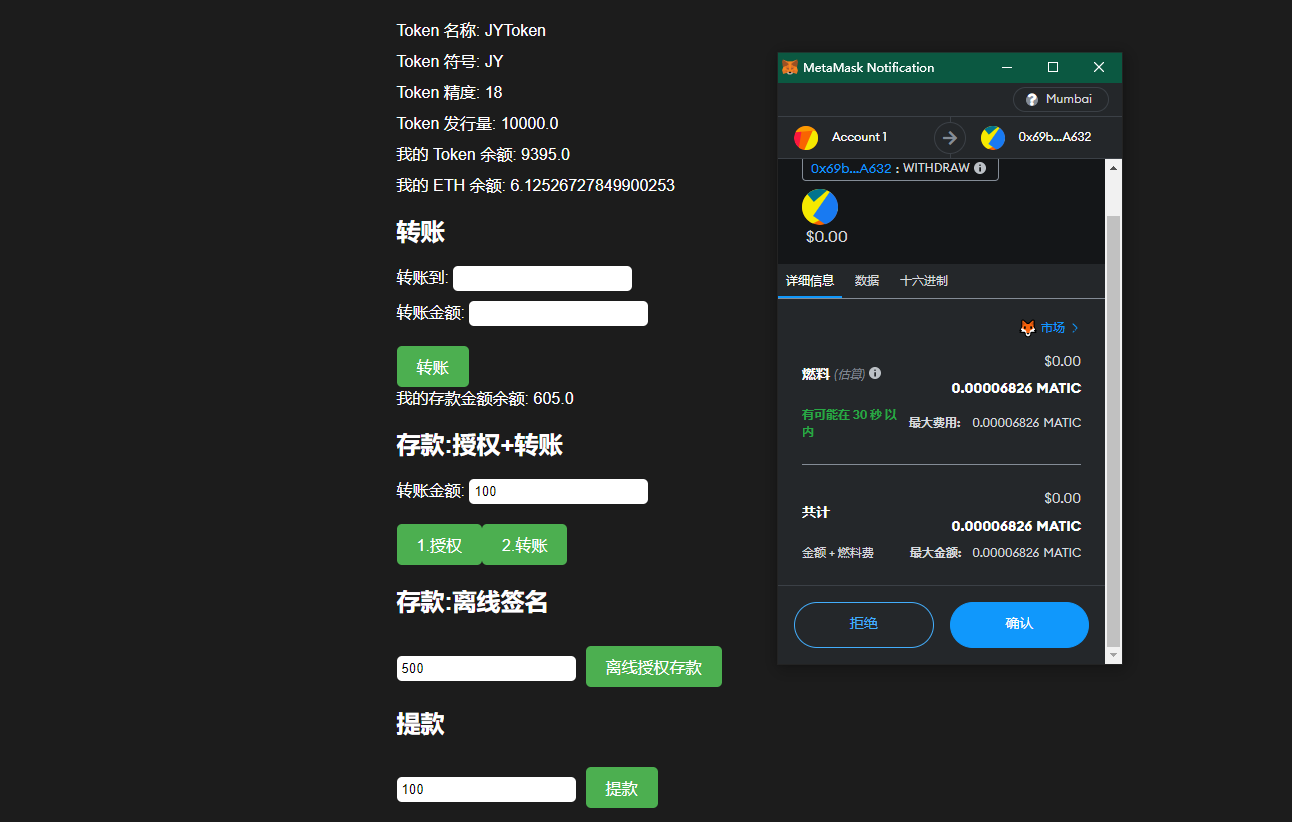 Token 名称: JYToken
Token 符号: JY
Token 精度: 18
Token 发行量: 10000.0
我的 Token 余额: 9395.0
我的 ETH 余额: 6.12526727849900253
转账
转账到:
转账金额:
转账
我的存款金额余额: 605.0
存款:授权+转账
转账金额: 100
1.授权 2.转账
存款:离线签名
500 离线授权存款
提款
100 提款
MetaMask Notification
Mumbai
Account 1 0x69b...A632
0x69b...A632 : WITHDRAW
$0.00
详细信息 数据 十六进制
市场
$0.00
燃料 (估算)
0.00006826 MATIC
有可能在 30 秒 以内
最大费用: 0.00006826 MATIC
$0.00
共计
0.00006826 MATIC
金额 + 燃料费 最大金额: 0.00006826 MATIC
拒绝 确认